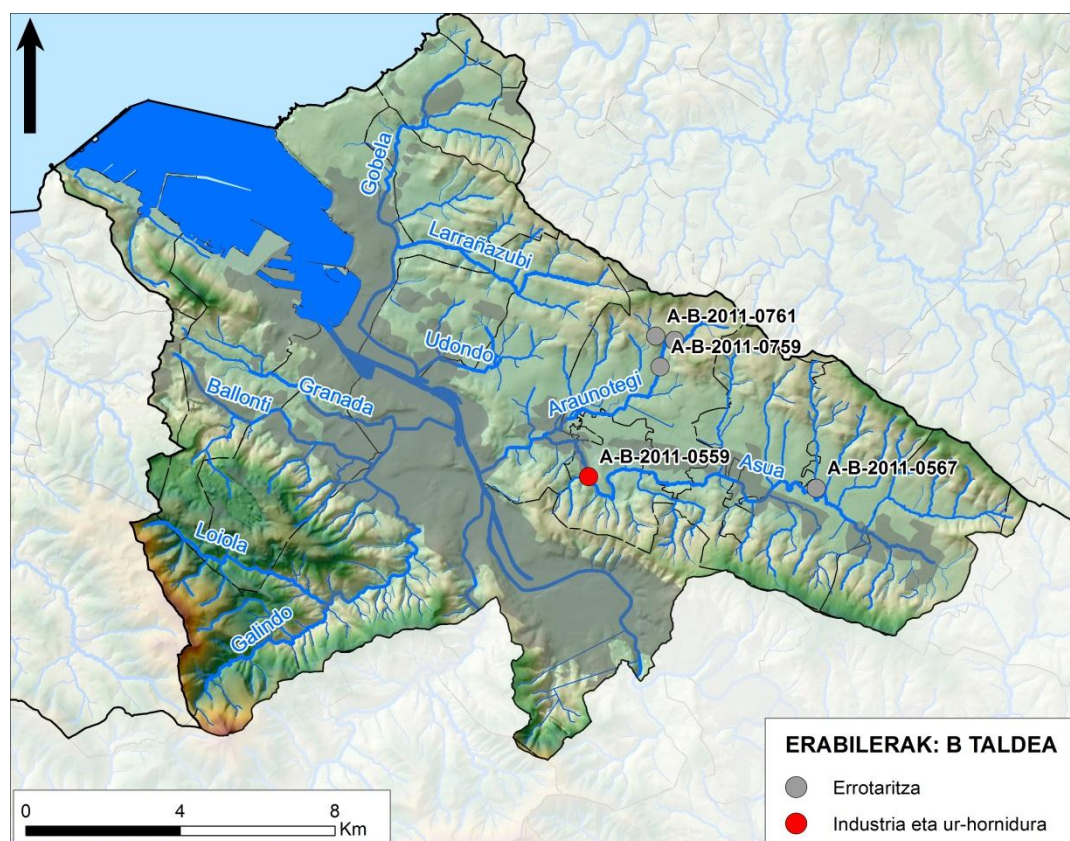 Gobela
Larrañazubi
A-B-2011-0761
A-B-2011-0759
Udondo
Araunotegi
Granada
Ballonti
A-B-2011-0559
Asua
A-B-2011-0567
Loiola
Galindo
ERABILERAK: B TALDEA
Errotaritza
Industria eta ur-hornidura
0 4 8
Km